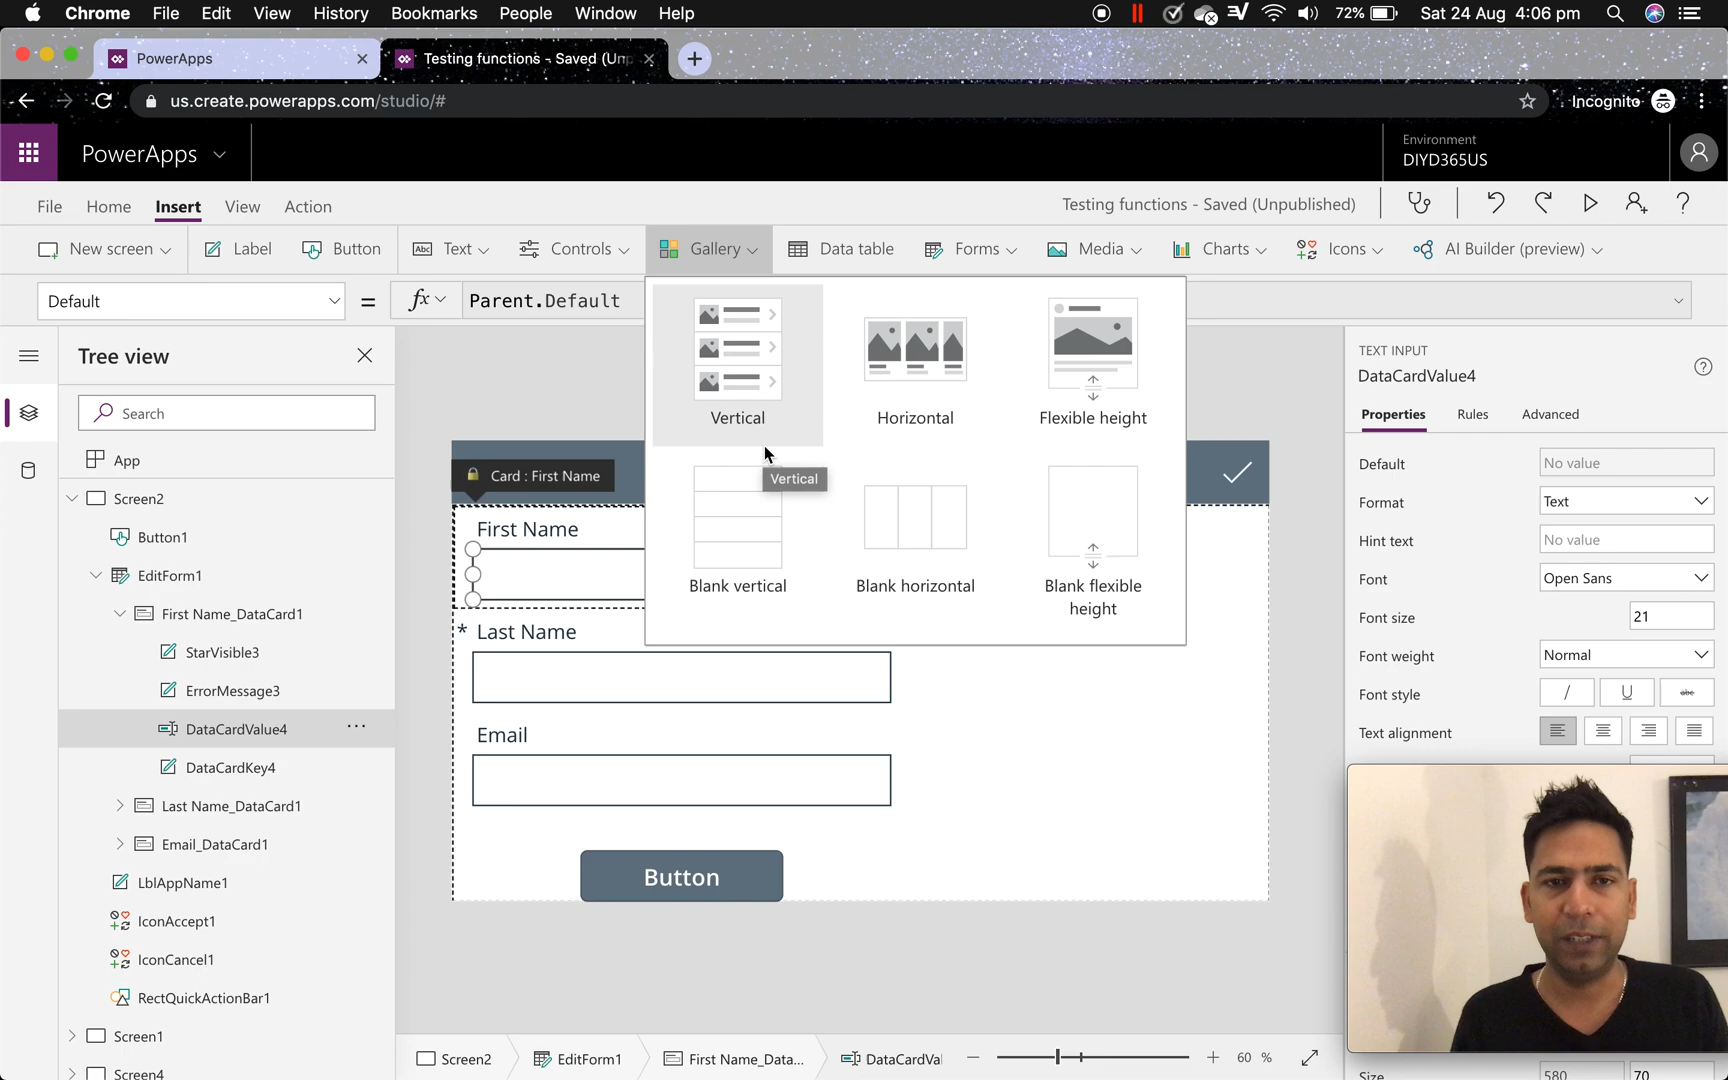 Chrome File Edit View History Bookmarks People Window Help 72% Sat 24 Aug 4:06 pm
PowerApps Testing functions - Saved (Unp
us.create.powerapps.com/studio/# Incognito
PowerApps
Environment
DIYD365US
File Home Insert View Action Testing functions - Saved (Unpublished)
New screen Label Button Text Controls Gallery Data table Forms Media Charts Icons AI Builder (preview)
Default = fx Parent.Default
Tree view
Search
App
Screen2
Button1
EditForm1
First Name_DataCard1
StarVisible3
ErrorMessage3
DataCardValue4
DataCardKey4
Last Name_DataCard1
Email_DataCard1
LblAppName1
IconAccept1
IconCancel1
RectQuickActionBar1
Screen1
Screen4
Card : First Name
First Name
* Last Name
Email
Button
Vertical
Horizontal
Flexible height
Vertical
Blank vertical
Blank horizontal
Blank flexible
height
TEXT INPUT
DataCardValue4
Properties Rules Advanced
Default No value
Format Text
Hint text No value
Font Open Sans
Font size 21
Font weight Normal
Font style / U abc
Text alignment
Size 580 70
Screen2 EditForm1 First Name_Data... DataCardVal 60 %